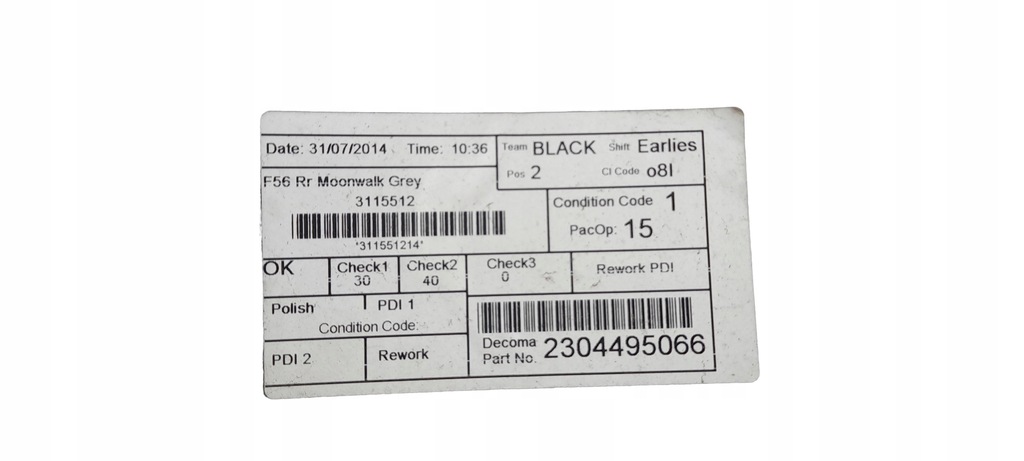 Date: 31/07/2014 Time: 10:36
Team BLACK Shift Earlies
Pos 2 CI Code o8I
F56 Rr Moonwalk Grey
3115512
*311551214*
Condition Code 1
PacOp: 15
OK Check1 Check2 Check3 Rework PDI
30 40 0
Polish PDI 1
Condition Code:
PDI 2 Rework
Decoma
Part No. 2304495066